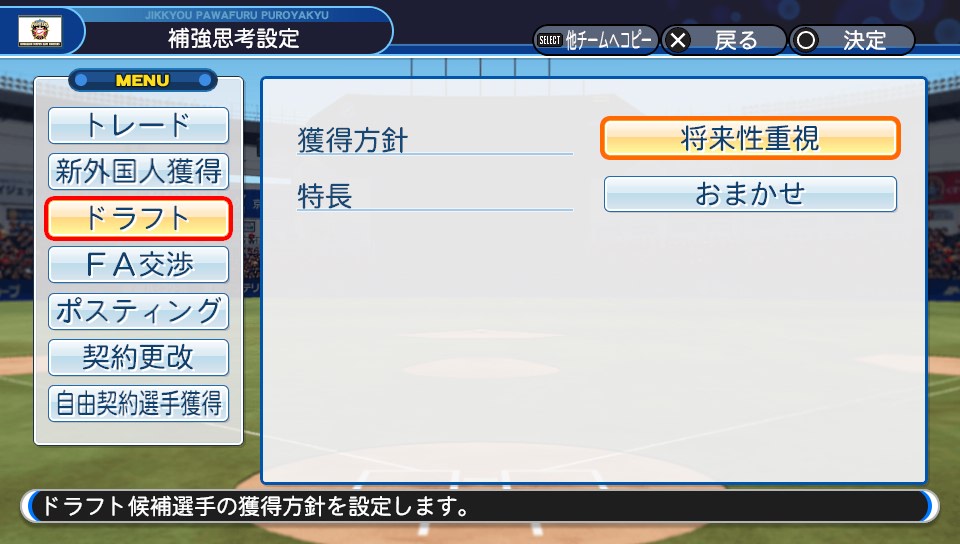 JIKKYOU PAWAFURU PUROYAKYU
補強思考設定
SELECT 他チームへコピー × 戻る ○ 決定
MENU
トレード
新外国人獲得
ドラフト
FA交渉
ポスティング
契約更改
自由契約選手獲得
獲得方針 将来性重視
特長 おまかせ
ドラフト候補選手の獲得方針を設定します。